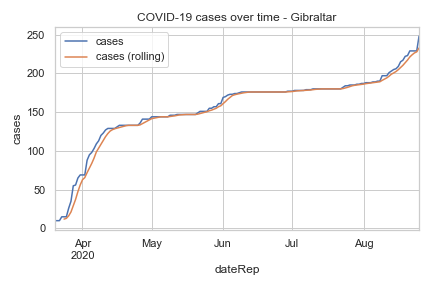 COVID-19 cases over time - Gibraltar
cases
cases (rolling)
250
200
150
100
50
0
cases
Apr
2020
May
Jun
Jul
Aug
dateRep